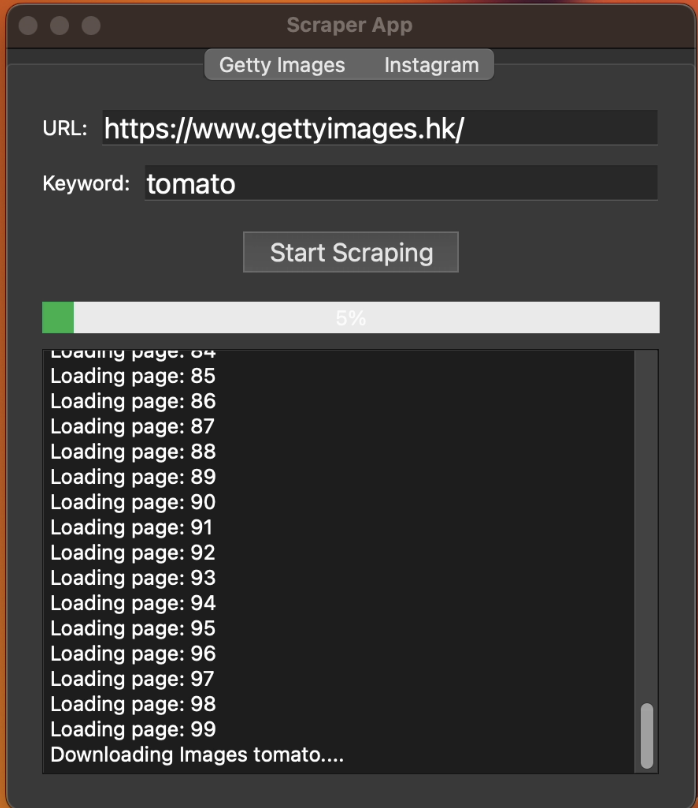 Scraper App
Getty Images Instagram
URL: https://www.gettyimages.hk/
Keyword: tomato
Start Scraping
5%
Loading page: 84
Loading page: 85
Loading page: 86
Loading page: 87
Loading page: 88
Loading page: 89
Loading page: 90
Loading page: 91
Loading page: 92
Loading page: 93
Loading page: 94
Loading page: 95
Loading page: 96
Loading page: 97
Loading page: 98
Loading page: 99
Downloading Images tomato....